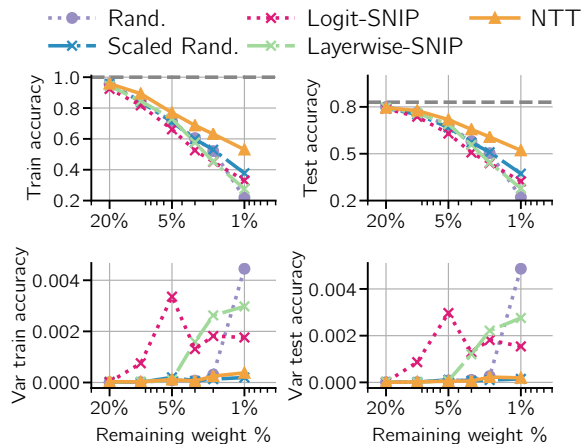 Rand. Logit-SNIP NTT
Scaled Rand. Layerwise-SNIP
Train accuracy
1.0
0.8
0.6
0.4
0.2
20% 5% 1%
Test accuracy
0.8
0.5
0.2
20% 5% 1%
Var train accuracy
0.004
0.002
0.000
20% 5% 1%
Remaining weight %
Var test accuracy
0.004
0.002
0.000
20% 5% 1%
Remaining weight %